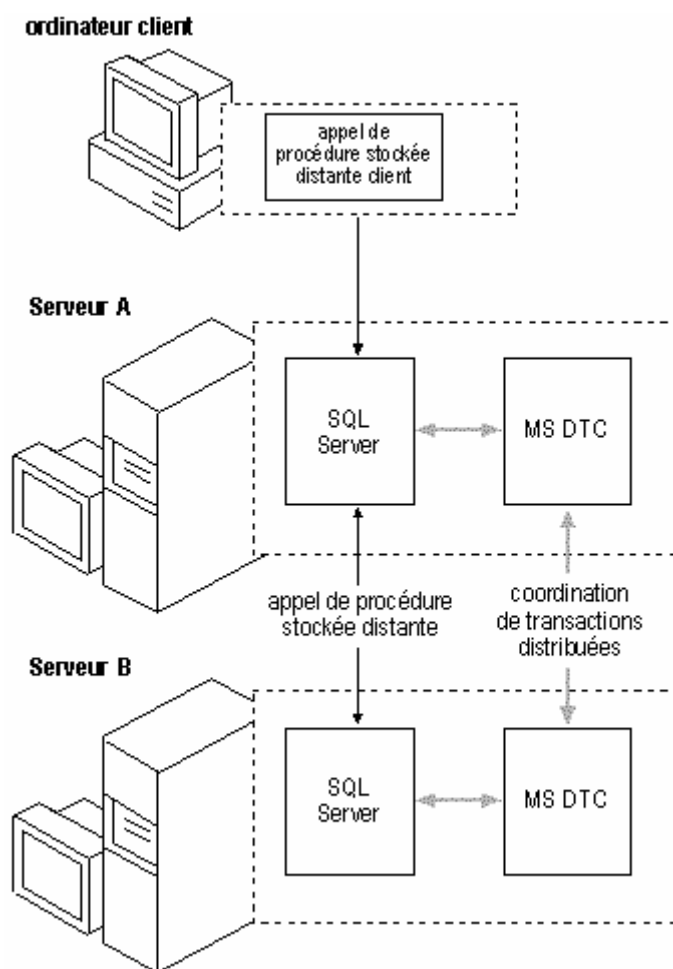 ordinateur client
appel de
procédure stockée
distante client
Serveur A
SQL
Server
MS DTC
appel de procédure
stockée distante
coordination
de transactions
distribuées
Serveur B
SQL
Server
MS DTC